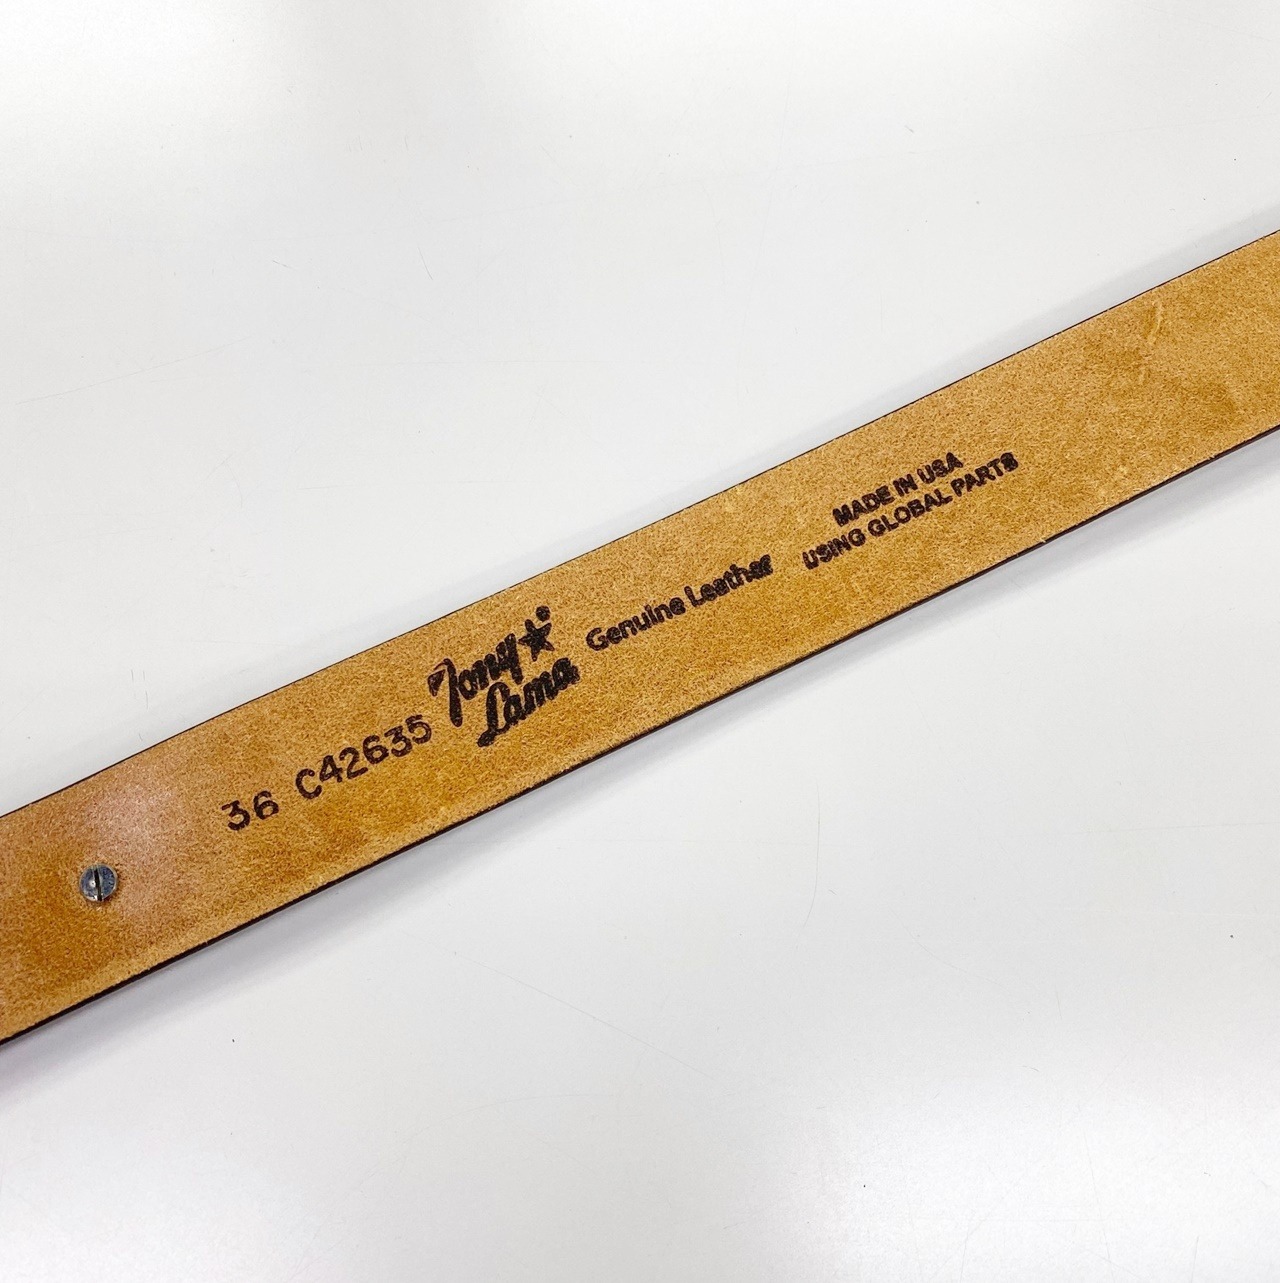 36 C42635
Tony
Lama
Genuine Leather
MADE IN USA
USING GLOBAL PARTS